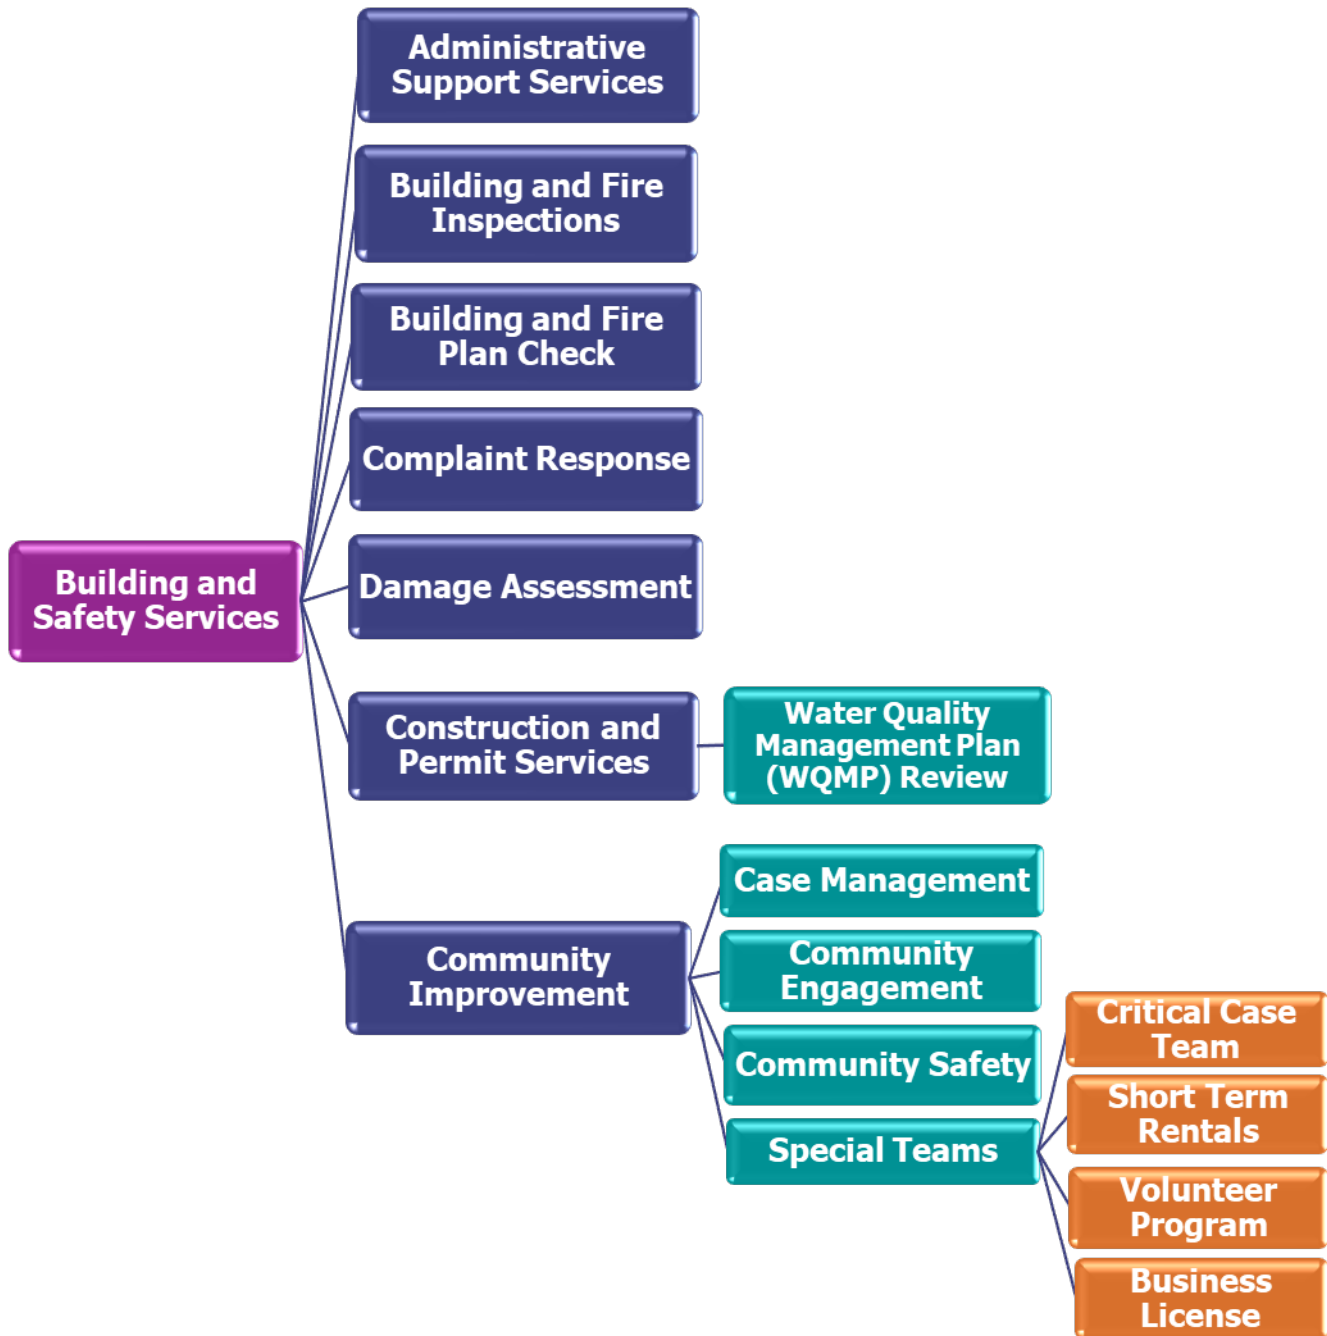 Administrative
Support Services
Building and Fire
Inspections
Building and Fire
Plan Check
Complaint Response
Damage Assessment
Building and
Safety Services
Construction and
Permit Services
Water Quality
Management Plan
(WQMP) Review
Community
Improvement
Case Management
Community
Engagement
Community Safety
Special Teams
Critical Case
Team
Short Term
Rentals
Volunteer
Program
Business
License